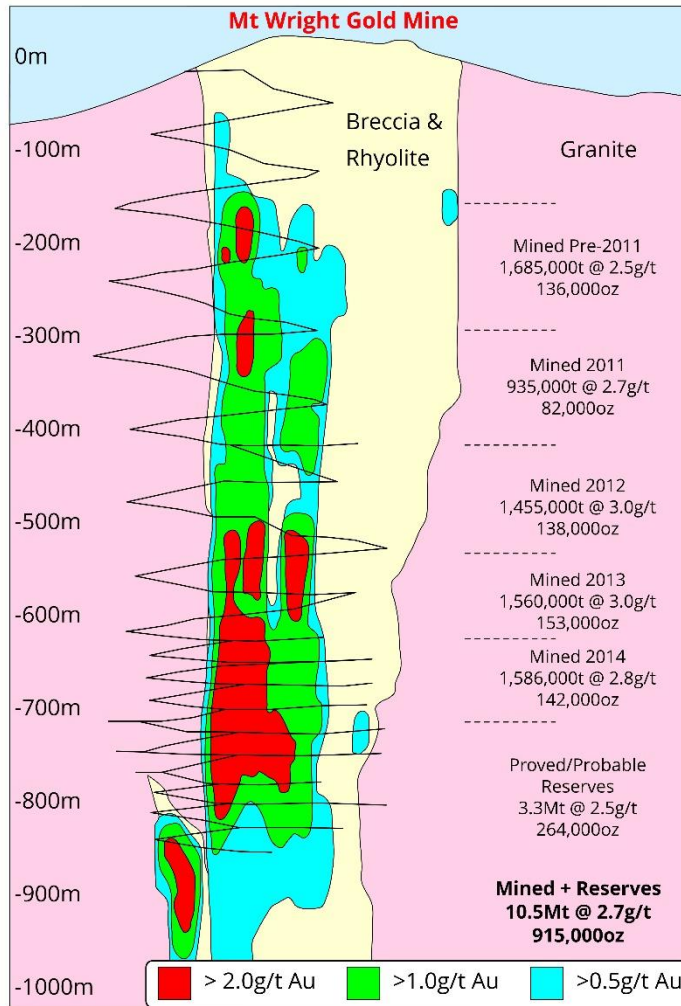 Mt Wright Gold Mine
0m
-100m
-200m
-300m
-400m
-500m
-600m
-700m
-800m
-900m
-1000m
Breccia &
Rhyolite
Granite
Mined Pre-2011
1,685,000t @ 2.5g/t
136,000oz
Mined 2011
935,000t @ 2.7g/t
82,000oz
Mined 2012
1,455,000t @ 3.0g/t
138,000oz
Mined 2013
1,560,000t @ 3.0g/t
153,000oz
Mined 2014
1,586,000t @ 2.8g/t
142,000oz
Proved/Probable
Reserves
3.3Mt @ 2.5g/t
264,000oz
Mined + Reserves
10.5Mt @ 2.7g/t
915,000oz
> 2.0g/t Au
>1.0g/t Au
>0.5g/t Au